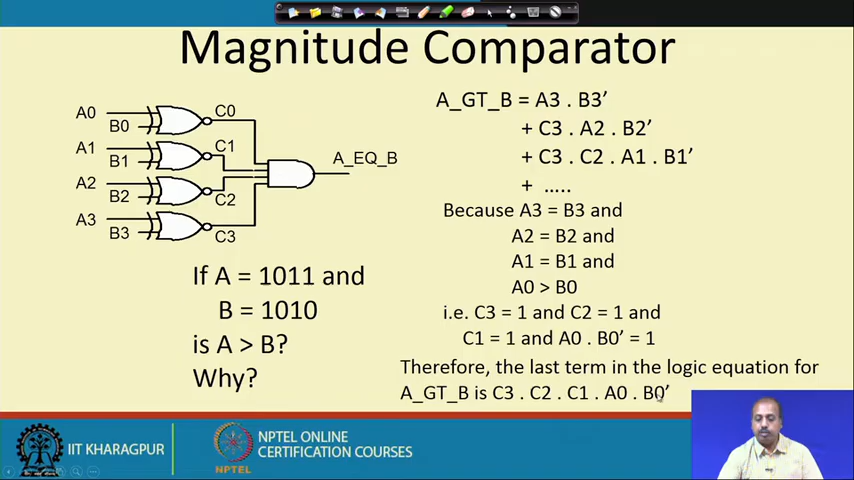 Magnitude Comparator
A0
B0
C0
A1
B1
C1
A2
B2
C2
A3
B3
C3
A_EQ_B
If A = 1011 and
B = 1010
is A > B?
Why?
A_GT_B = A3 . B3’
+ C3 . A2 . B2’
+ C3 . C2 . A1 . B1’
+ …..
Because A3 = B3 and
A2 = B2 and
A1 = B1 and
A0 > B0
i.e. C3 = 1 and C2 = 1 and
C1 = 1 and A0 . B0’ = 1
Therefore, the last term in the logic equation for
A_GT_B is C3 . C2 . C1 . A0 . B0’
IIT KHARAGPUR
NPTEL
NPTEL ONLINE
CERTIFICATION COURSES